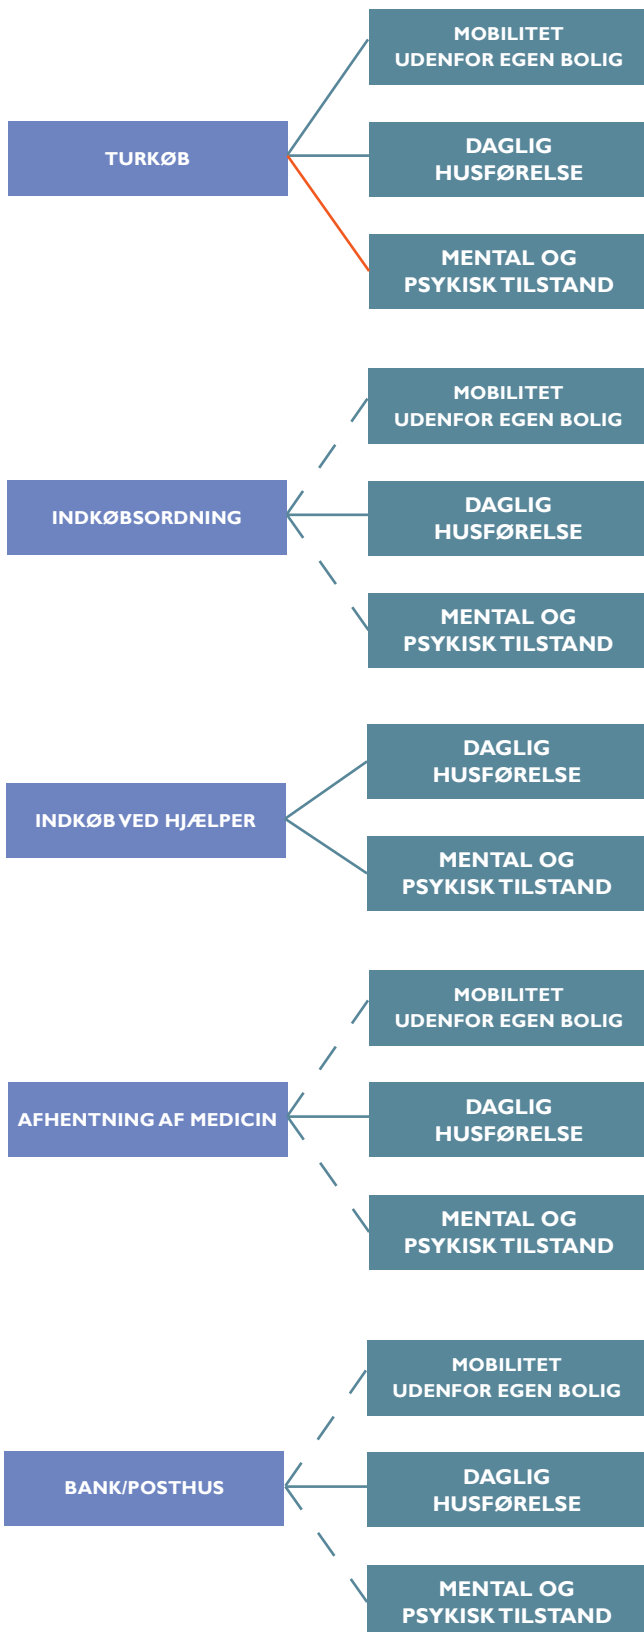 MOBILITET
UDENFOR EGEN BOLIG
TURKØB
DAGLIG
HUSFØRELSE
MENTAL OG
PSYKISK TILSTAND
MOBILITET
UDENFOR EGEN BOLIG
INDKØBSORDNING
DAGLIG
HUSFØRELSE
MENTAL OG
PSYKISK TILSTAND
DAGLIG
HUSFØRELSE
INDKØB VED HJÆLPER
MENTAL OG
PSYKISK TILSTAND
MOBILITET
UDENFOR EGEN BOLIG
AFHENTNING AF MEDICIN
DAGLIG
HUSFØRELSE
MENTAL OG
PSYKISK TILSTAND
MOBILITET
UDENFOR EGEN BOLIG
BANK/POSTHUS
DAGLIG
HUSFØRELSE
MENTAL OG
PSYKISK TILSTAND